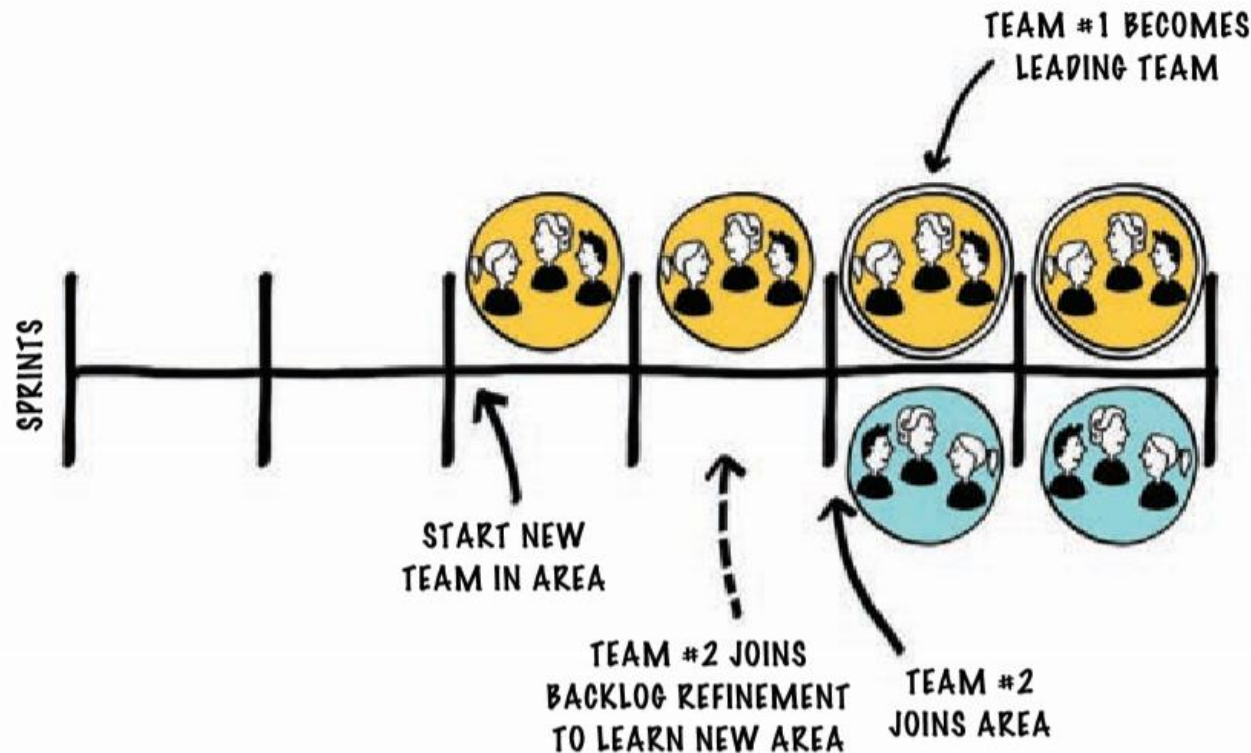 TEAM #1 BECOMES
LEADING TEAM
SPRINTS
START NEW
TEAM IN AREA
TEAM #2 JOINS
BACKLOG REFINEMENT
TO LEARN NEW AREA
TEAM #2
JOINS AREA